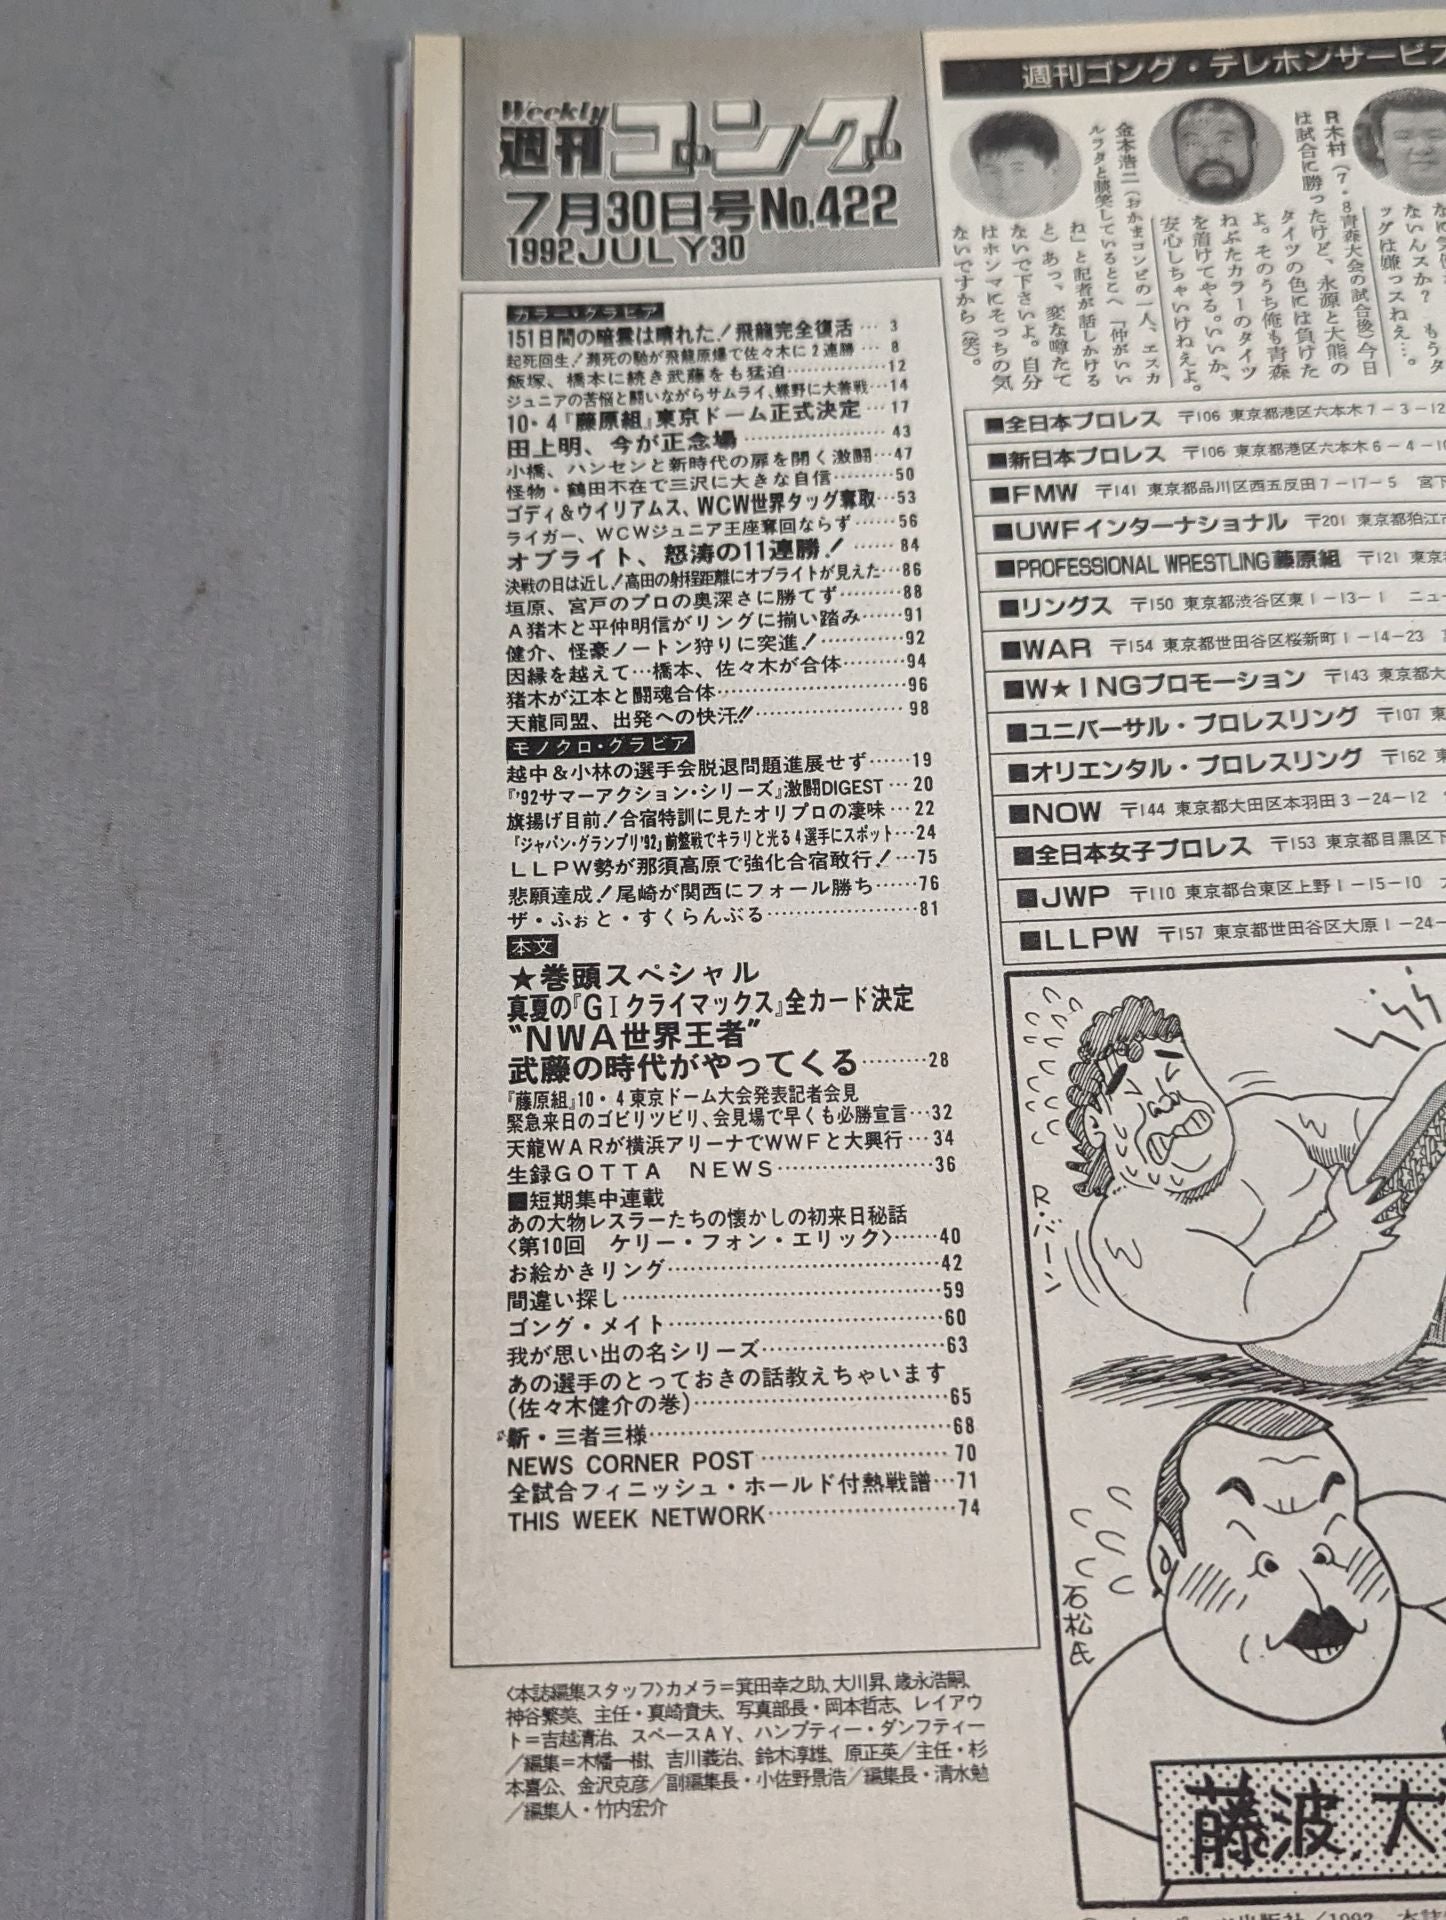 Weekly
週刊ゴング
7月30日号No.422
1992 JULY 30
カラー・グラビア
151日間の暗雲は晴れた！飛龍完全復活… 3
起死回生！瀕死の馳が飛龍原爆で佐々木に2連勝… 8
飯塚、橋本に続き武藤をも猛追…………12
ジュニアの苦悩と闘いながらサムライ、蝶野に大善戦…14
10・4『藤原組』東京ドーム正式決定…17
田上明、今が正念場………………43
小橋、ハンセンと新時代の扉を開く激闘…47
怪物・鶴田不在で三沢に大きな自信………50
ゴディ＆ウイリアムス、WCW世界タッグ奪取…53
ライガー、WCWジュニア王座奪回ならず……56
オブライト、怒涛の11連勝！……84
決戦の日は近し！高田の射程距離にオブライトが見えた…86
垣原、宮戸のプロの奥深さに勝てず………88
A猪木と平仲明信がリングに揃い踏み……91
健介、怪豪ノートン狩りに突進！…………92
因縁を越えて…橋本、佐々木が合体………94
猪木が江本と闘魂合体…………………96
天龍同盟、出発への快汗!!………………98
モノクロ・グラビア
越中＆小林の選手会脱退問題進展せず……19
『'92サマーアクション・シリーズ』激闘DIGEST…20
旗揚げ目前！合宿特訓に見たオリプロの凄味…22
『ジャパン・グランプリ'92』前盤戦でキラリと光る4選手にスポット…24
LLPW勢が那須高原で強化合宿敢行！…75
悲願達成！尾崎が関西にフォール勝ち……76
ザ・ふぉと・すくらんぶる…………………81
本文
★巻頭スペシャル
真夏の『GIクライマックス』全カード決定
“NWA世界王者”
武藤の時代がやってくる………28
『藤原組』10・4東京ドーム大会発表記者会見
緊急来日のゴビリツビリ、会見場で早くも必勝宣言…32
天龍WARが横浜アリーナでWWFと大興行…34
生録GOTTA NEWS…………………36
■短期集中連載
あの大物レスラーたちの懐かしの初来日秘話
〈第10回 ケリー・フォン・エリック〉……40
お絵かきリング………………………………42
間違い探し……………………………………59
ゴング・メイト………………………………60
我が思い出の名シリーズ……………………63
あの選手のとっておきの話教えちゃいます
(佐々木健介の巻)……………………………65
新・三者三様…………………………………68
NEWS CORNER POST……………………70
全試合フィニッシュ・ホールド付熱戦譜…71
THIS WEEK NETWORK……………………74
〈本誌編集スタッフ〉カメラ＝箕田幸之助、大川昇、歳永浩嗣、
神谷繁美、主任・真崎貴夫、写真部長・岡本哲志、レイアウ
ト＝吉越清治、スペースAY、ハンプティー・ダンプティー
／編集＝木幡一樹、吉川義治、鈴木淳雄、原正英／主任・杉
本喜公、金沢克彦／副編集長・小佐野景浩／編集長・清水勉
／編集人・竹内宏介
週刊ゴング・テレホンサービス
R木村（7・8青森大会の試合後）今日
は試合に勝ったけど、永源と大熊の
タイツの色には負けた
よ。そのうち俺も青森
ねぶたカラーのタイツ
を着けてやる。いいか、
安心しちゃいけねえよ。
金本浩二（おかまコンビの一人、エスカ
ルフタと談笑しているとこへ「仲がいい
ね」と記者が話しかける
と）あっ、変な噂たて
ないで下さいよ。自分
はホンマにそっちの気
ないですから（笑）。
■全日本プロレス 〒106 東京都港区六本木7-3-12
■新日本プロレス 〒106 東京都港区六本木6-4-10
■FMW 〒141 東京都品川区西五反田7-17-5 宮下
■UWFインターナショナル 〒201 東京都狛江市
■PROFESSIONAL WRESTLING藤原組 〒121 東京
■リングス 〒150 東京都渋谷区東1-13-1 ニュー
■WAR 〒154 東京都世田谷区桜新町1-14-23
■W★INGプロモーション 〒143 東京都大
■ユニバーサル・プロレスリング 〒107 東
■オリエンタル・プロレスリング 〒162 東
■NOW 〒144 東京都大田区本羽田3-24-12
■全日本女子プロレス 〒153 東京都目黒区下
■JWP 〒110 東京都台東区上野1-15-10
■LLPW 〒157 東京都世田谷区大原1-24-
R・バーン
石松氏
藤波 大